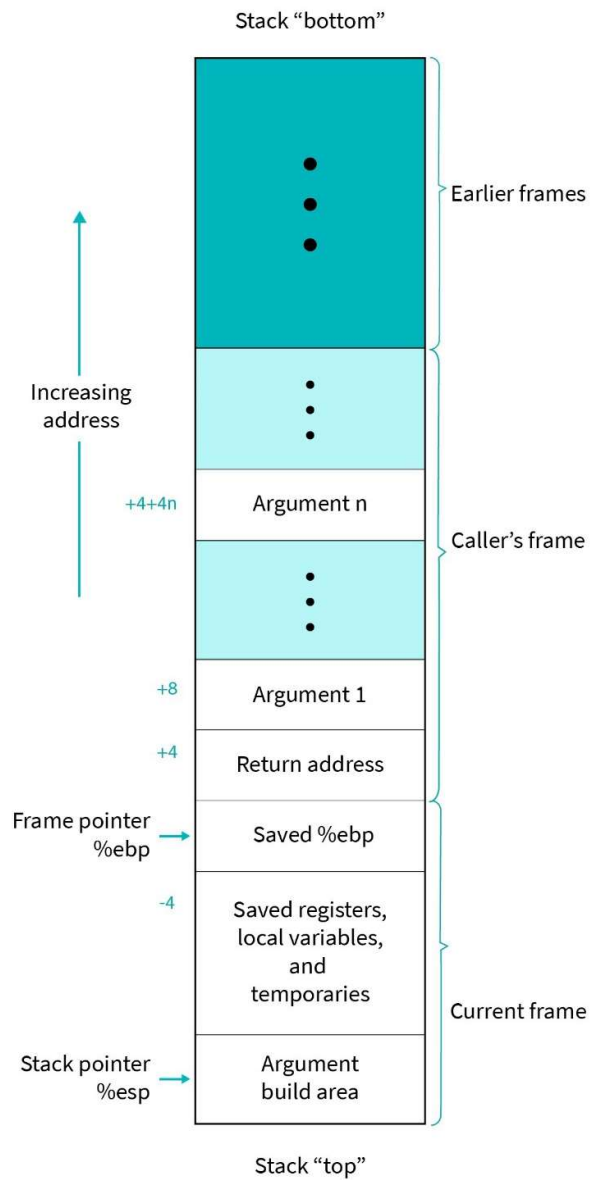 Stack “bottom”
Earlier frames
Increasing
address
+4+4n
Argument n
Caller’s frame
+8
Argument 1
+4
Return address
Frame pointer
%ebp
Saved %ebp
-4
Saved registers,
local variables,
and
temporaries
Current frame
Stack pointer
%esp
Argument
build area
Stack “top”